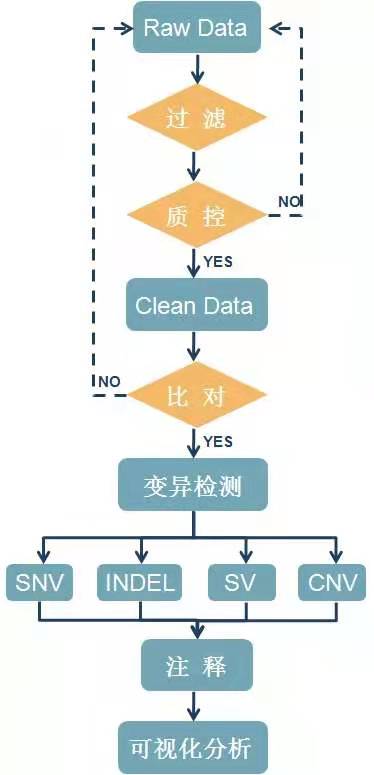 Raw Data
过 滤
NO
质 控
YES
Clean Data
NO
比 对
YES
变异检测
SNV
INDEL
SV
CNV
注 释
可视化分析